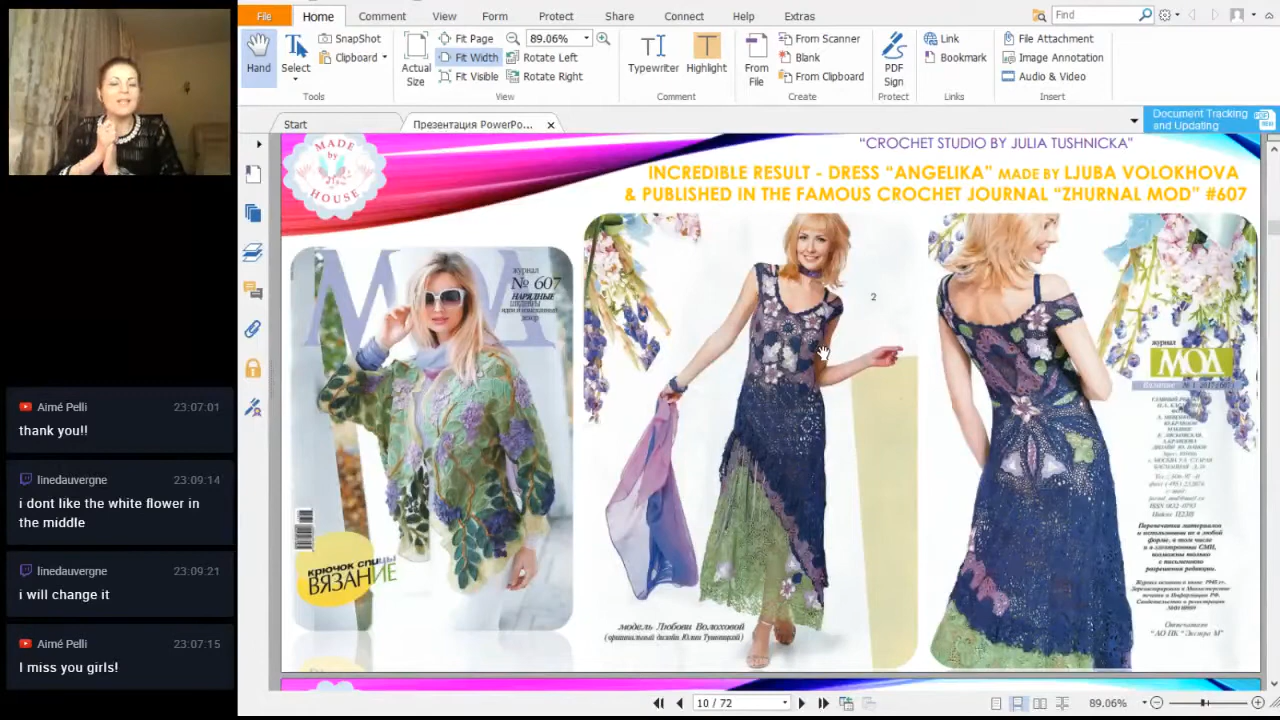 File
Home
Comment
View
Form
Protect
Share
Connect
Help
Extras
Find
Hand
Select
SnapShot
Clipboard
Tools
Actual Size
Fit Page
Fit Width
Fit Visible
89.06%
Rotate Left
Rotate Right
View
Typewriter
Highlight
Comment
From File
From Scanner
Blank
From Clipboard
Create
PDF Sign
Protect
Link
Bookmark
Links
File Attachment
Image Annotation
Audio & Video
Insert
Start
Презентация PowerPo...
Document Tracking
and Updating
MADE
by
HOUSE
"CROCHET STUDIO BY JULIA TUSHNICKA"
INCREDIBLE RESULT - DRESS "ANGELIKA" MADE BY LJUBA VOLOKHOVA
& PUBLISHED IN THE FAMOUS CROCHET JOURNAL "ZHURNAL MOD" #607
МОД
журнал
№ 607
НАРЯДНЫЕ
крючок спицы
ВЯЗАНИЕ
2
модель Любови Волоховой
(оригинальный дизайн Юлии Тушницкой)
журнал
МОД
Aimé Pelli
23:07:01
thank you!!
linedauvergne
23:09:14
i dont like the white flower in
the middle
linedauvergne
23:09:21
i will change it
Aimé Pelli
23:07:15
I miss you girls!
10 / 72
89.06%